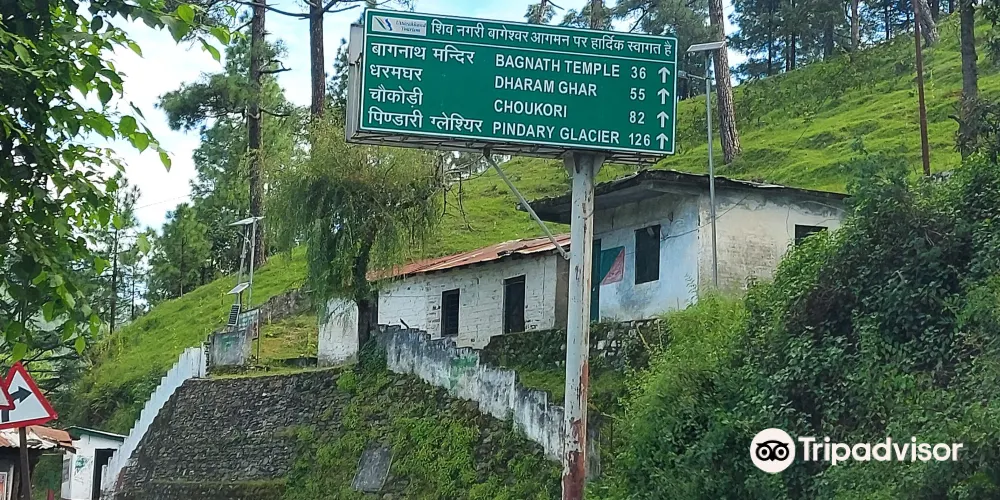 शिव नगरी बागेश्वर आगमन पर हार्दिक स्वागत है
बागनाथ मन्दिर BAGNATH TEMPLE 36 ↑
धरमघर DHARAM GHAR 55 ↑
चौकोड़ी CHOUKORI 82 ↑
पिण्डारी ग्लेश्यिर PINDARY GLACIER 126 ↑
Tripadvisor